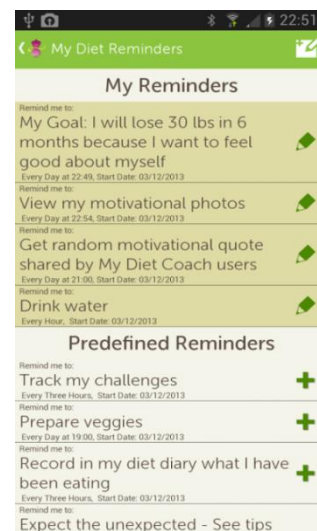 22:51
My Diet Reminders
My Reminders
Remind me to:
My Goal: I will lose 30 lbs in 6
months because I want to feel
good about myself
Every Day at 22:49, Start Date: 03/12/2013
Remind me to:
View my motivational photos
Every Day at 22:54, Start Date: 03/12/2013
Remind me to:
Get random motivational quote
shared by My Diet Coach users
Every Day at 21:00, Start Date: 03/12/2013
Remind me to:
Drink water
Every Hour, Start Date: 03/12/2013
Predefined Reminders
Remind me to:
Track my challenges
Every Three Hours, Start Date: 03/12/2013
Remind me to:
Prepare veggies
Every Day at 19:00, Start Date: 03/12/2013
Remind me to:
Record in my diet diary what I have
been eating
Every Three Hours, Start Date: 03/12/2013
Remind me to:
Expect the unexpected - See tips